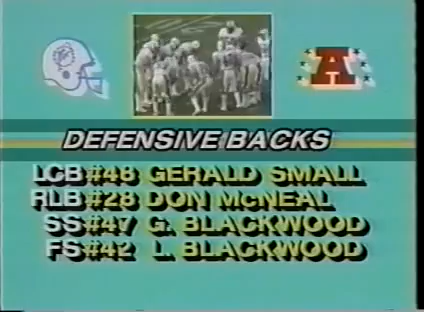 A
DEFENSIVE BACKS
LCB #48 GERALD SMALL
RLB #28 DON McNEAL
SS #47 G. BLACKWOOD
FS #42 L. BLACKWOOD